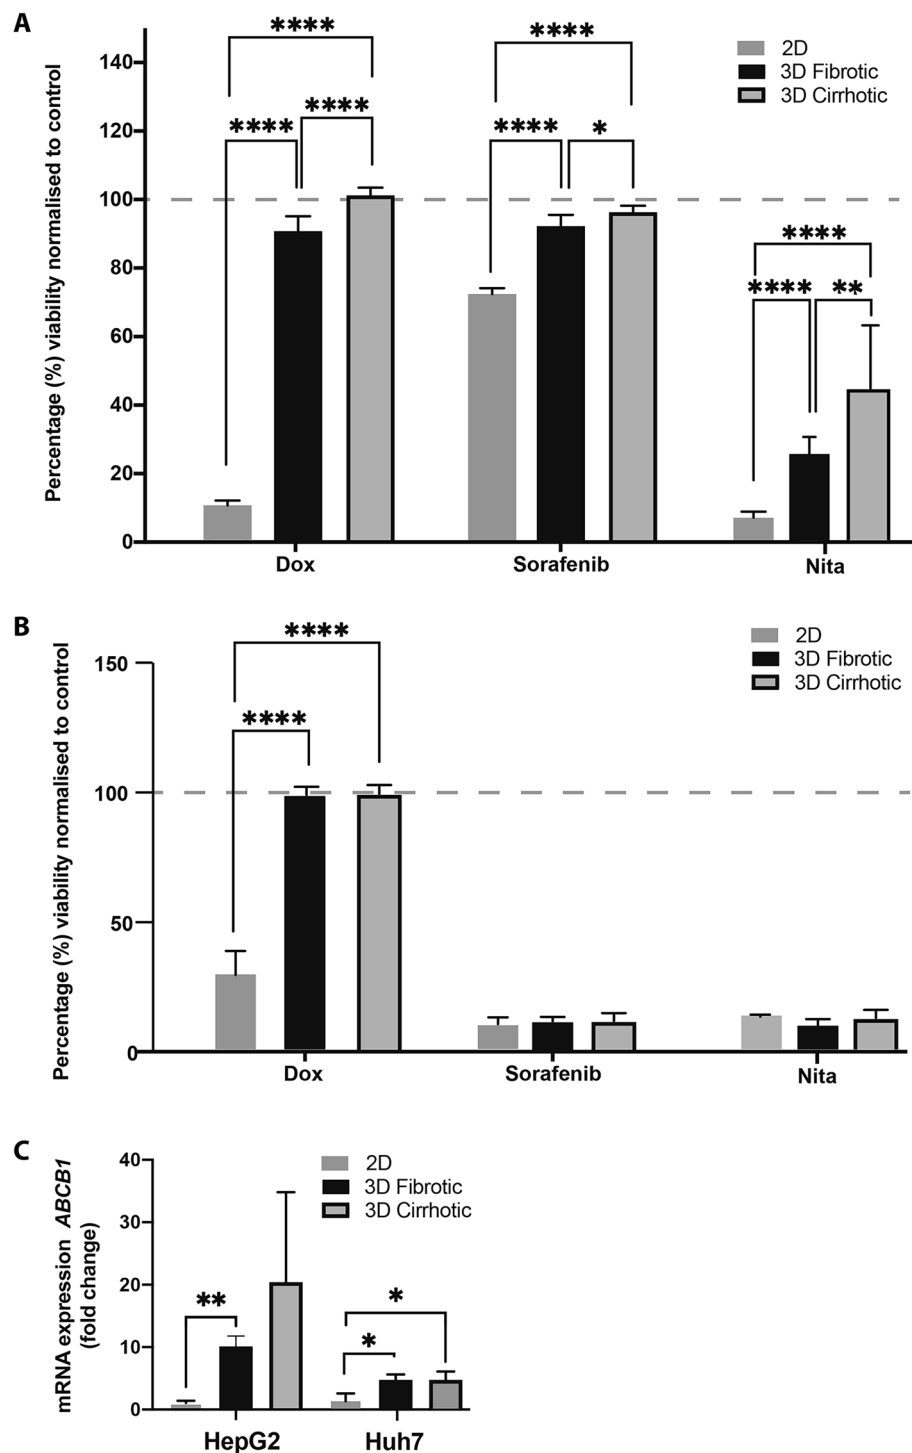 A
Percentage (%) viability normalised to control
140
120
100
80
60
40
20
0
****
****
****
****
****
*
****
****
**
2D
3D Fibrotic
3D Cirrhotic
Dox
Sorafenib
Nita
B
Percentage (%) viability normalised to control
150
100
50
0
****
****
2D
3D Fibrotic
3D Cirrhotic
Dox
Sorafenib
Nita
C
mRNA expression ABCB1
(fold change)
40
30
20
10
0
**
*
*
2D
3D Fibrotic
3D Cirrhotic
HepG2
Huh7